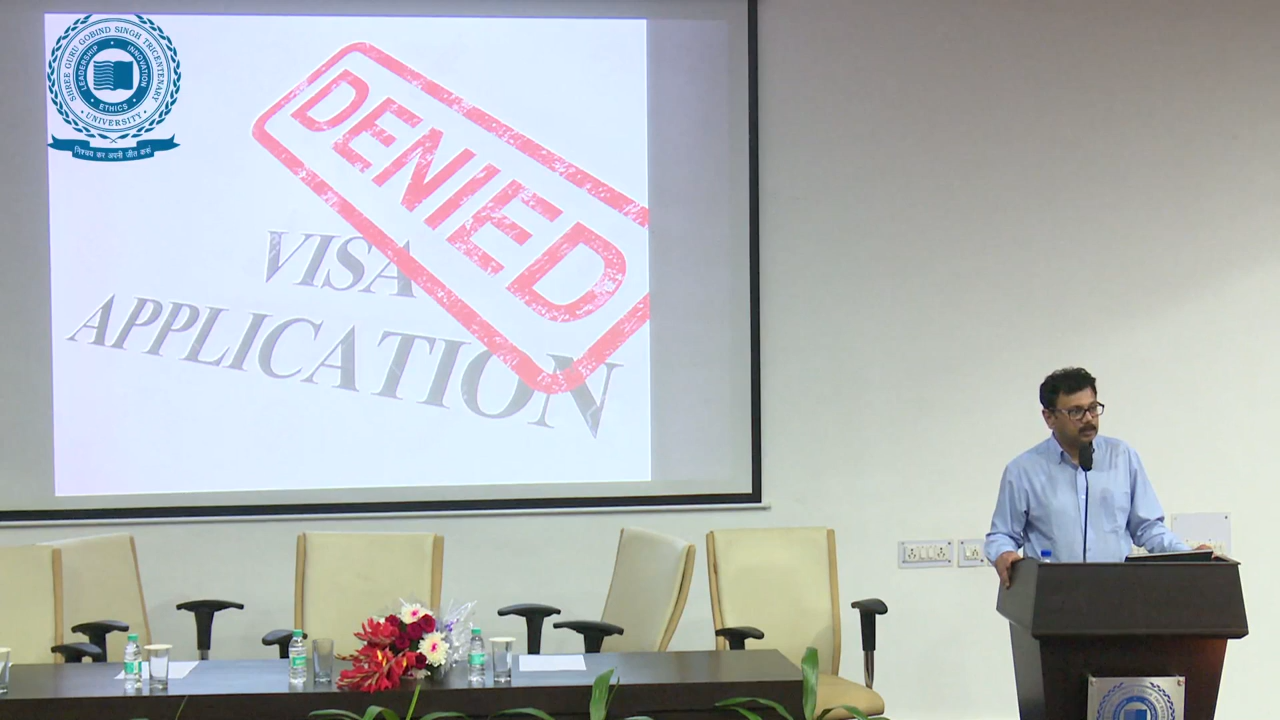 SHREE GURU GOBIND SINGH TRICENTENARY
UNIVERSITY
LEADERSHIP
INNOVATION
ETHICS
निश्चय कर अपनी जीत करूं
DENIED
VISA
APPLICATION